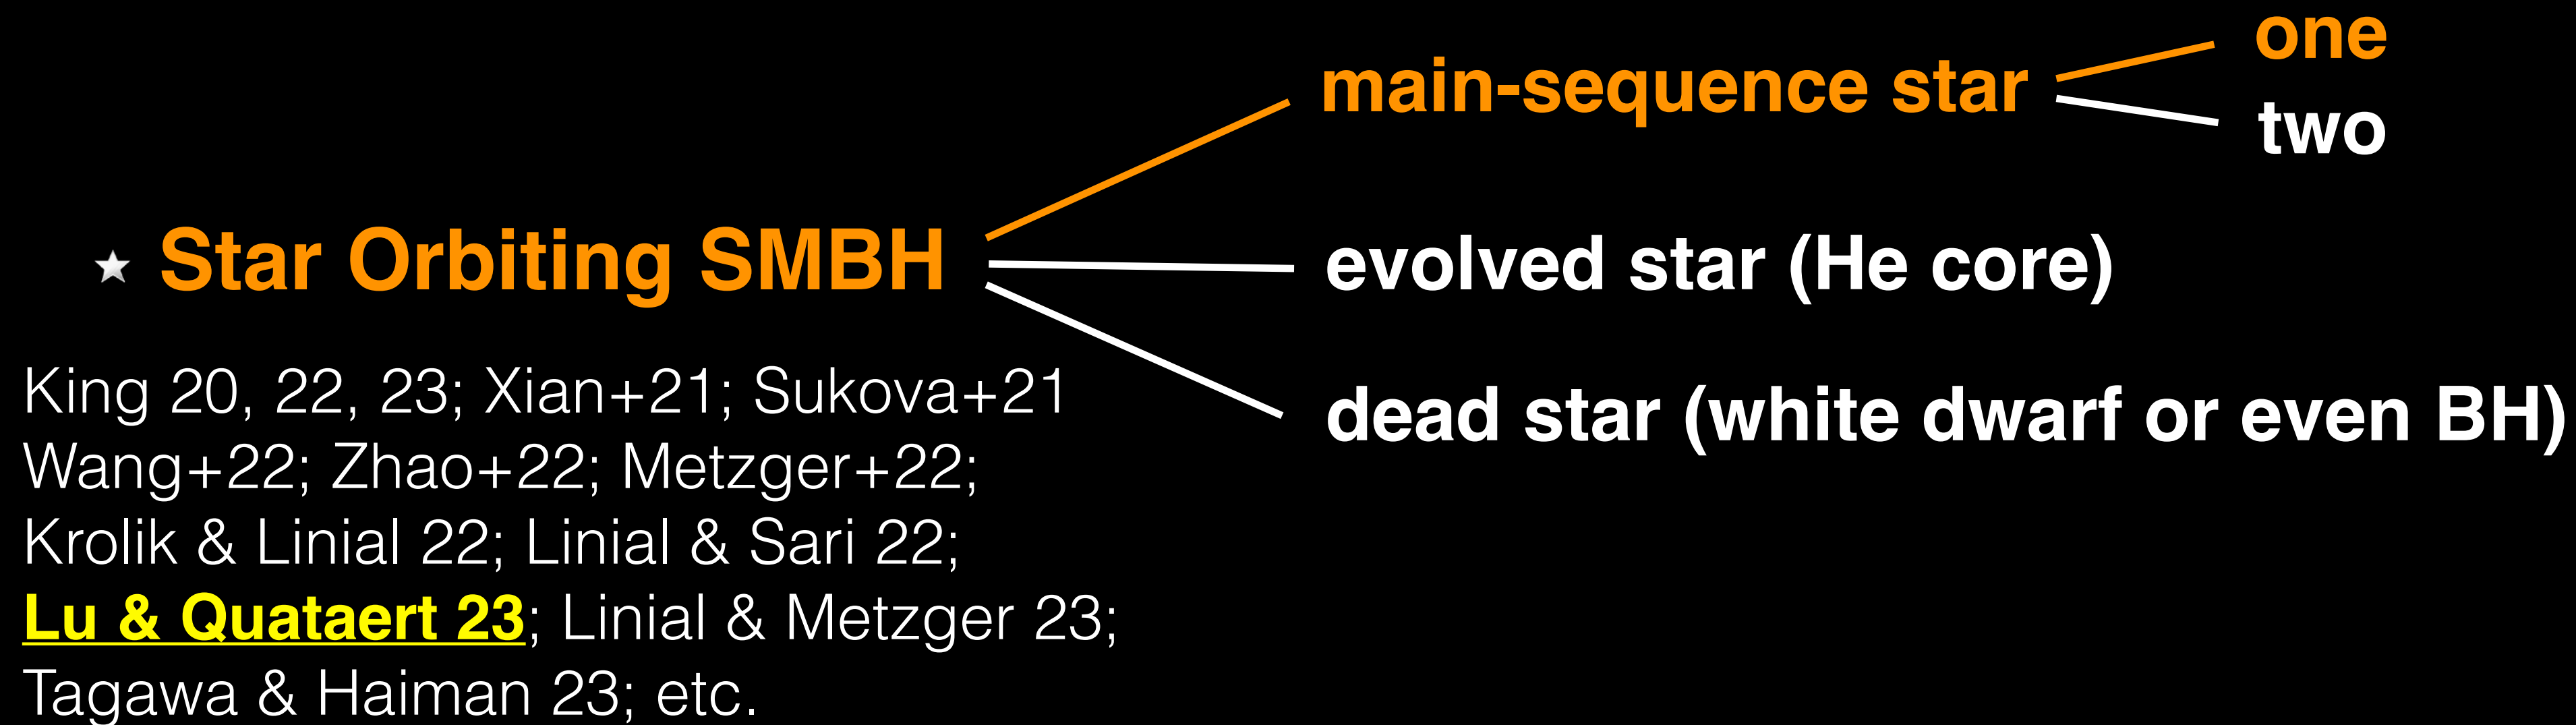 one
main-sequence star
two
Star Orbiting SMBH
evolved star (He core)
dead star (white dwarf or even BH)
King 20, 22, 23; Xian+21; Sukova+21
Wang+22; Zhao+22; Metzger+22;
Krolik & Linial 22; Linial & Sari 22;
Lu & Quataert 23; Linial & Metzger 23;
Tagawa & Haiman 23; etc.